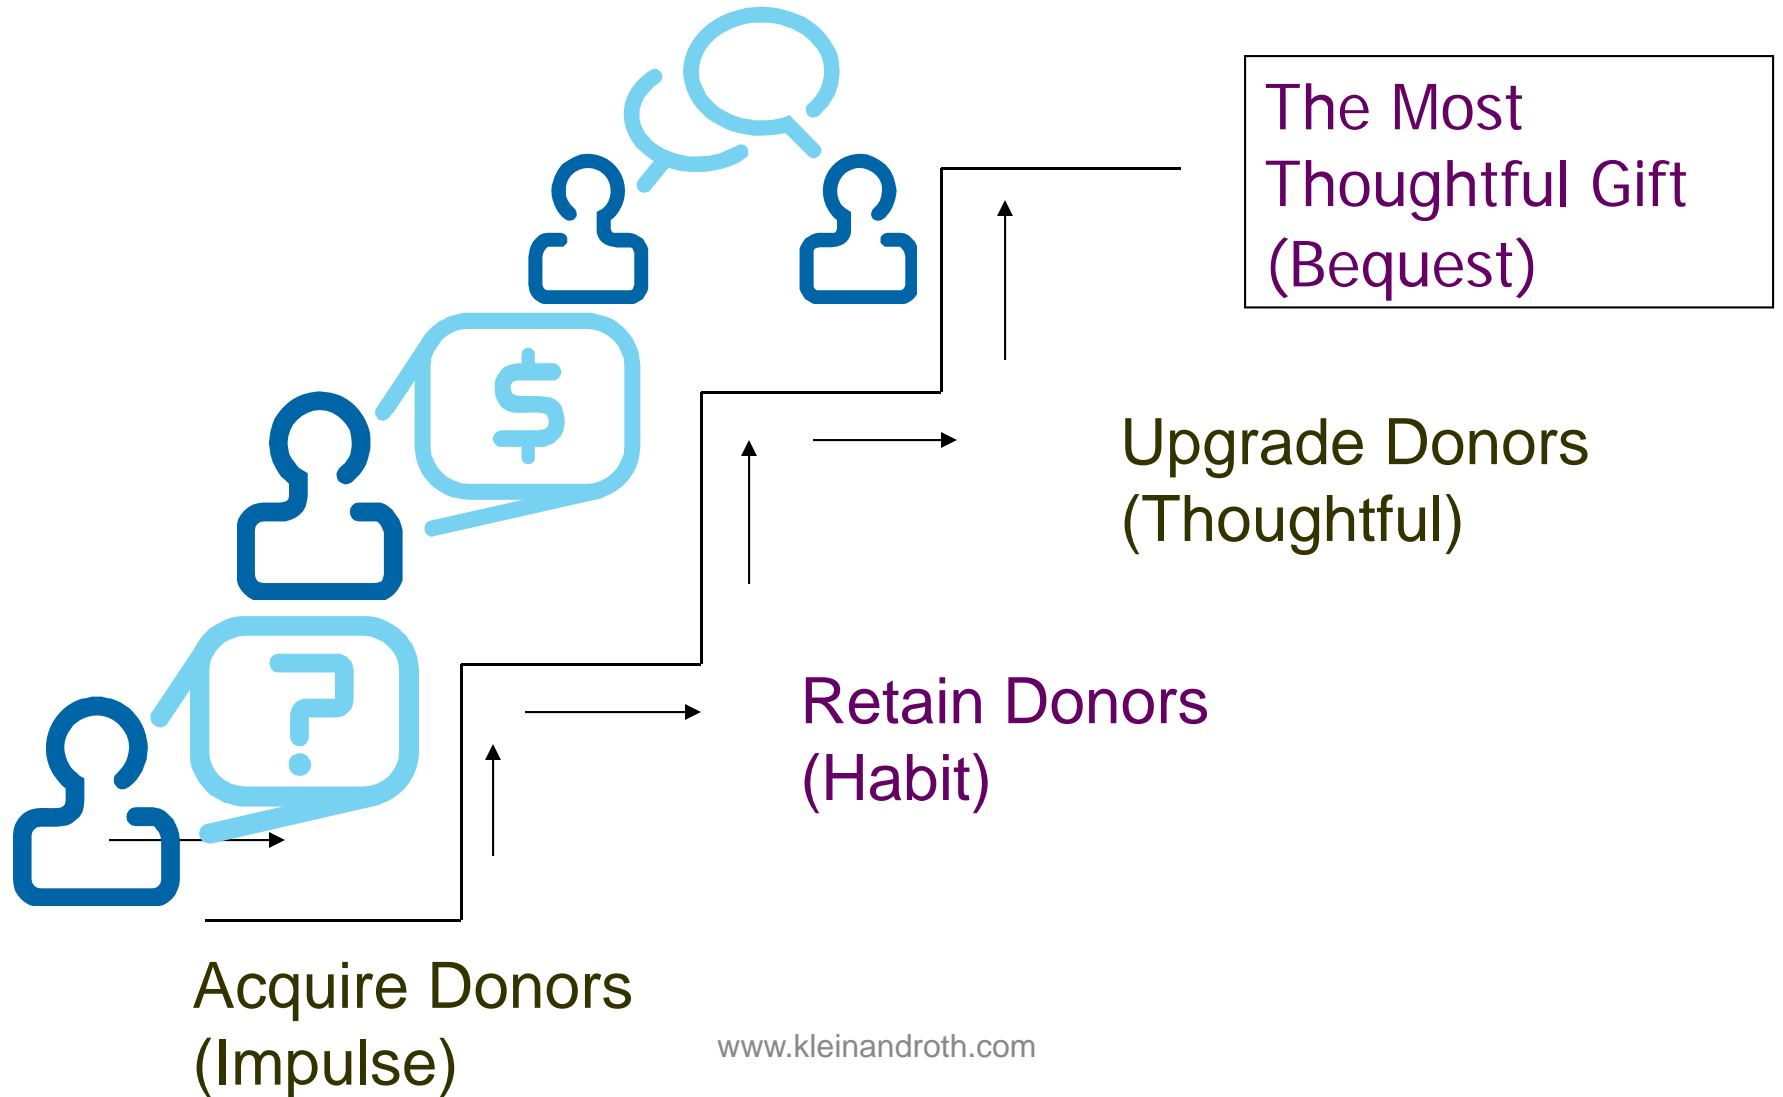 The Most
Thoughtful Gift
(Bequest)
$
Upgrade Donors
(Thoughtful)
?
Retain Donors
(Habit)
Acquire Donors
(Impulse)
www.kleinandroth.com